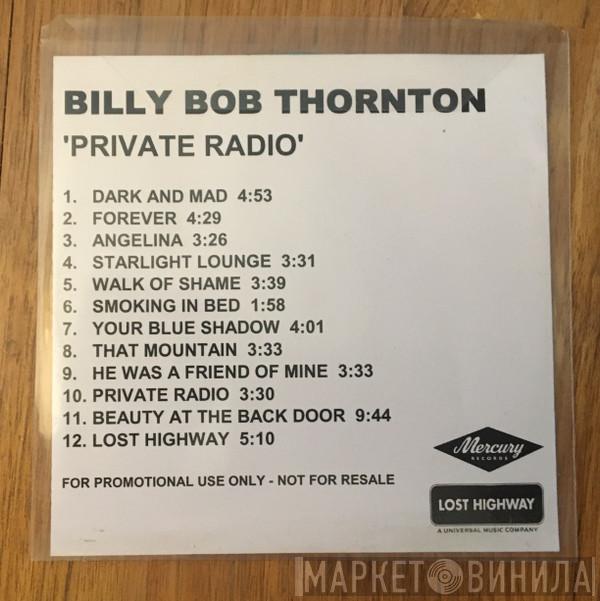 BILLY BOB THORNTON
'PRIVATE RADIO'
1. DARK AND MAD 4:53
2. FOREVER 4:29
3. ANGELINA 3:26
4. STARLIGHT LOUNGE 3:31
5. WALK OF SHAME 3:39
6. SMOKING IN BED 1:58
7. YOUR BLUE SHADOW 4:01
8. THAT MOUNTAIN 3:33
9. HE WAS A FRIEND OF MINE 3:33
10. PRIVATE RADIO 3:30
11. BEAUTY AT THE BACK DOOR 9:44
12. LOST HIGHWAY 5:10
Mercury
RECORDS
FOR PROMOTIONAL USE ONLY - NOT FOR RESALE
LOST HIGHWAY
A UNIVERSAL MUSIC COMPANY
МАРКЕТ ВИНИЛА